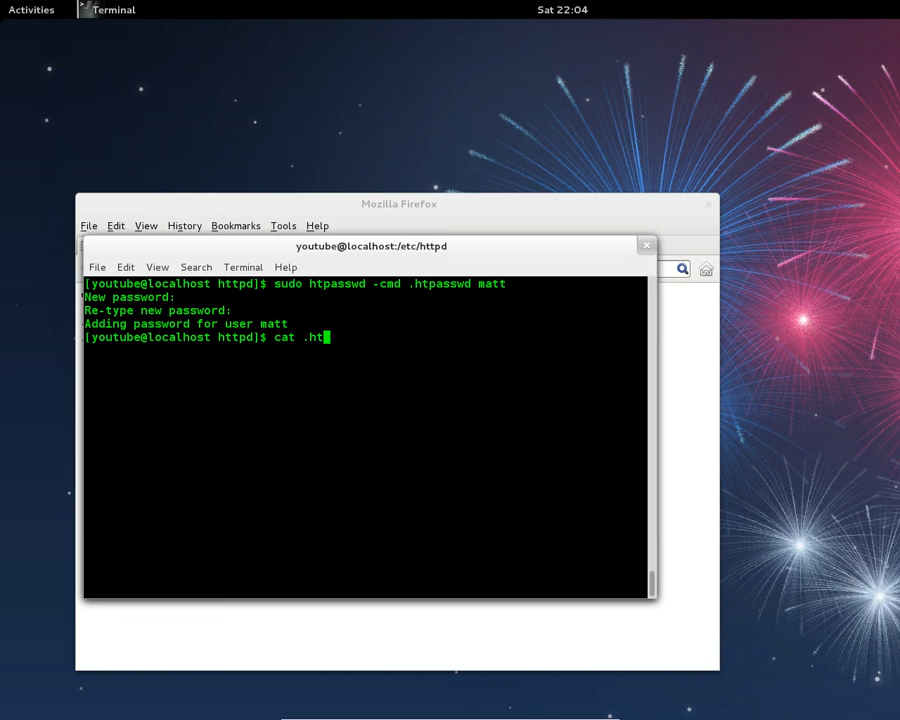 Activities
Terminal
Sat 22:04
Mozilla Firefox
File Edit View History Bookmarks Tools Help
youtube@localhost:/etc/httpd
File Edit View Search Terminal Help
[youtube@localhost httpd]$ sudo htpasswd -cmd .htpasswd matt
New password:
Re-type new password:
Adding password for user matt
[youtube@localhost httpd]$ cat .ht